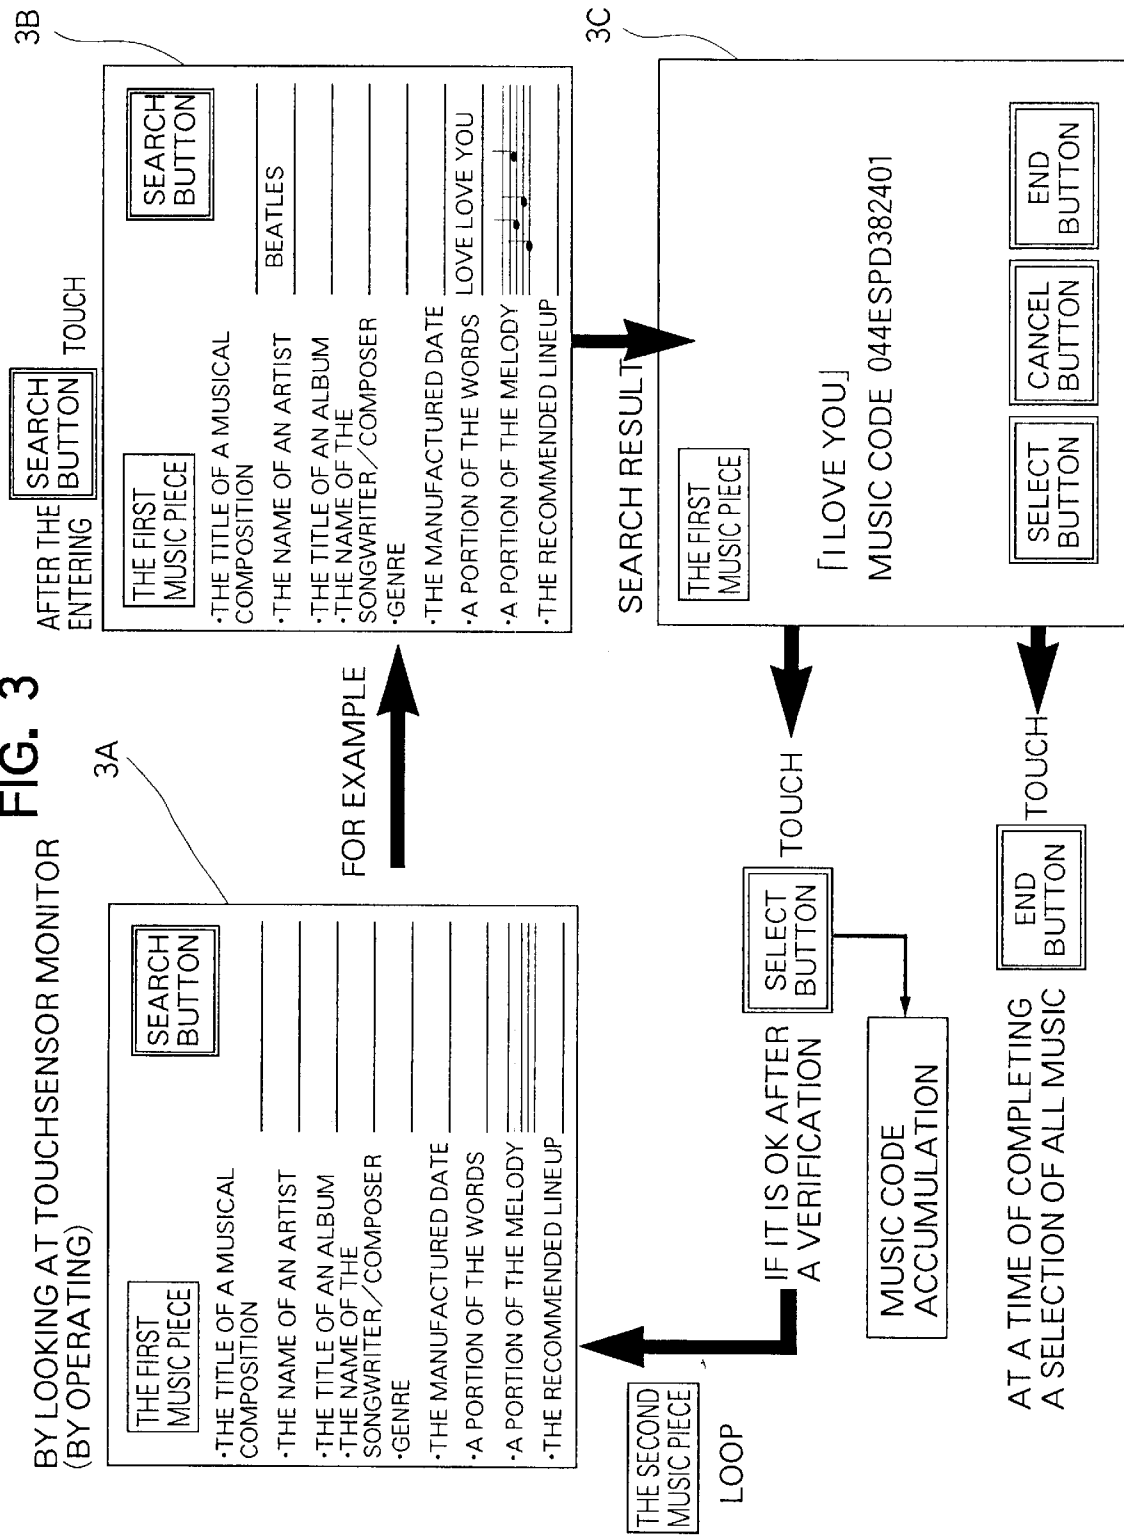 FIG. 3
BY LOOKING AT TOUCHSENSOR MONITOR
(BY OPERATING)
3A
THE FIRST
MUSIC PIECE
SEARCH
BUTTON
·THE TITLE OF A MUSICAL
COMPOSITION
·THE NAME OF AN ARTIST
·THE TITLE OF AN ALBUM
·THE NAME OF THE
SONGWRITER/COMPOSER
·GENRE
·THE MANUFACTURED DATE
·A PORTION OF THE WORDS
·A PORTION OF THE MELODY
·THE RECOMMENDED LINEUP
FOR EXAMPLE
AFTER THE
ENTERING
SEARCH
BUTTON
TOUCH
3B
THE FIRST
MUSIC PIECE
SEARCH
BUTTON
·THE TITLE OF A MUSICAL
COMPOSITION
·THE NAME OF AN ARTIST BEATLES
·THE TITLE OF AN ALBUM
·THE NAME OF THE
SONGWRITER/COMPOSER
·GENRE
·THE MANUFACTURED DATE
·A PORTION OF THE WORDS LOVE LOVE YOU
·A PORTION OF THE MELODY
·THE RECOMMENDED LINEUP
SEARCH RESULT
3C
THE FIRST
MUSIC PIECE
「I LOVE YOU」
MUSIC CODE 044ESPD382401
SELECT
BUTTON
CANCEL
BUTTON
END
BUTTON
THE SECOND
MUSIC PIECE
LOOP
IF IT IS OK AFTER
A VERIFICATION
SELECT
BUTTON
TOUCH
MUSIC CODE
ACCUMULATION
AT A TIME OF COMPLETING
A SELECTION OF ALL MUSIC
END
BUTTON
TOUCH